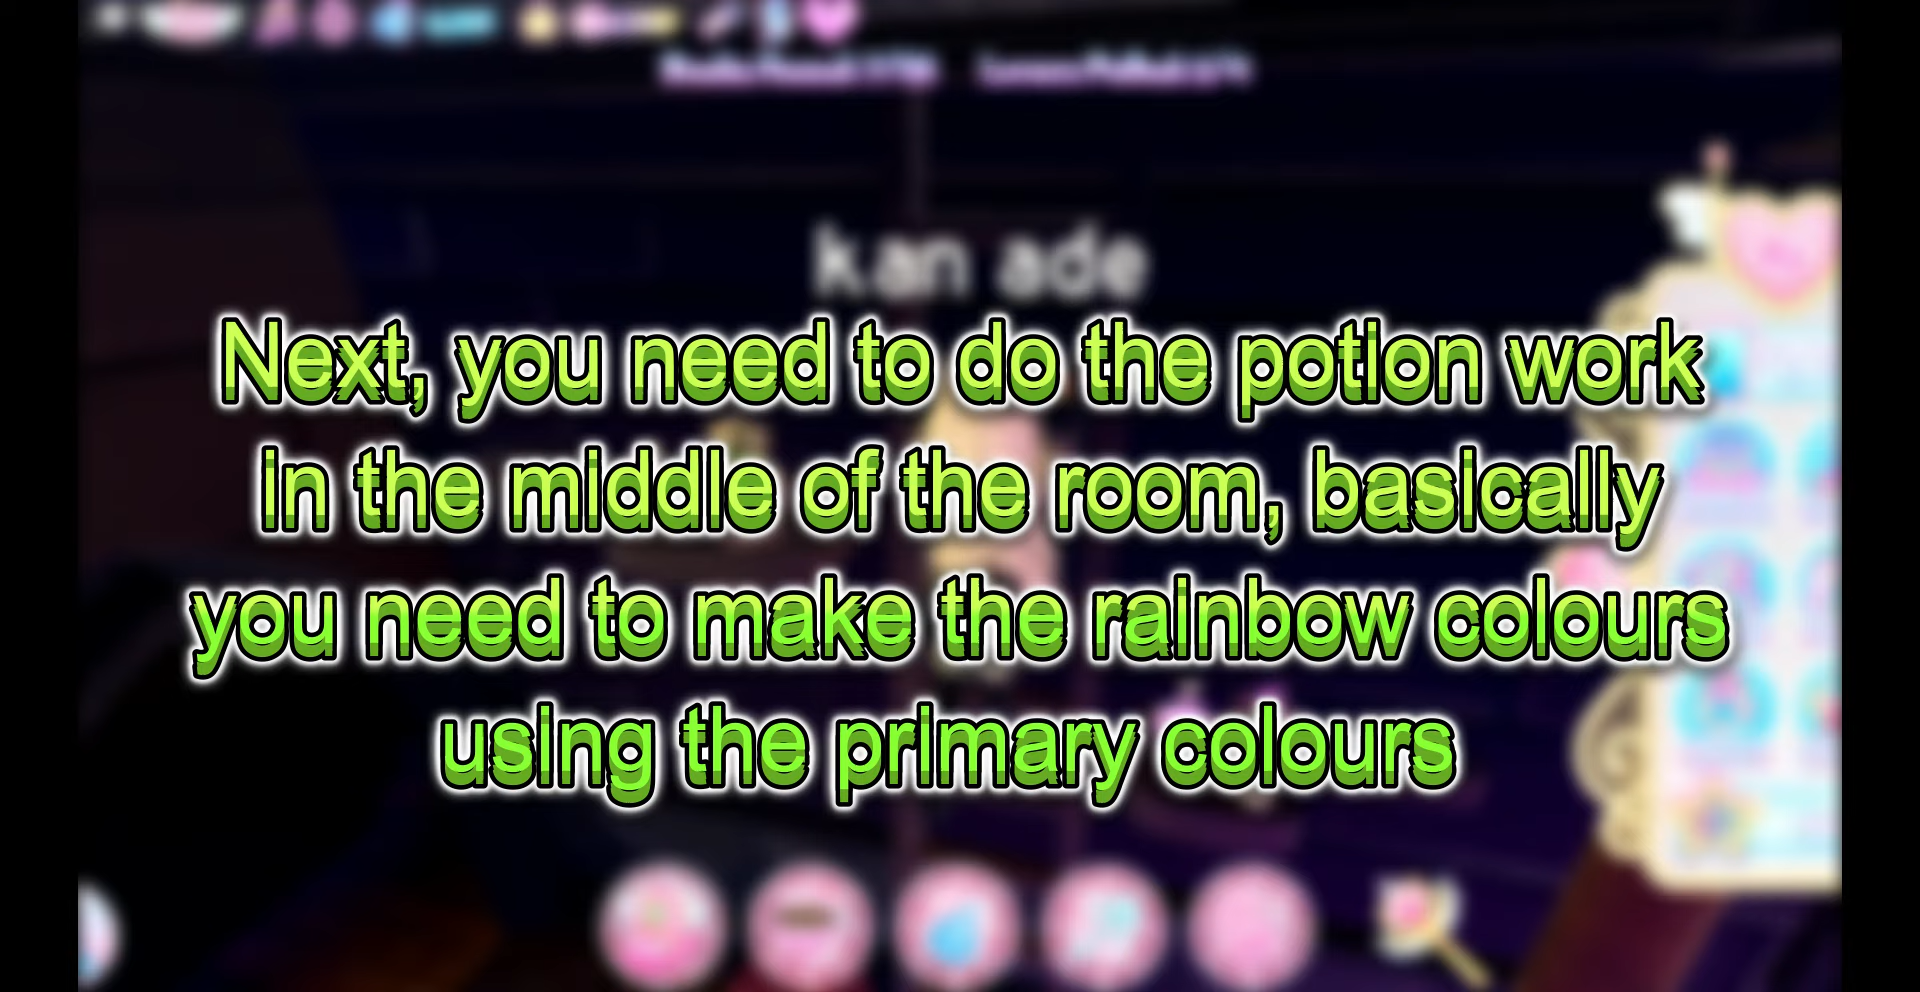 kan ade
Next, you need to do the potion work
in the middle of the room, basically
you need to make the rainbow colours
using the primary colours